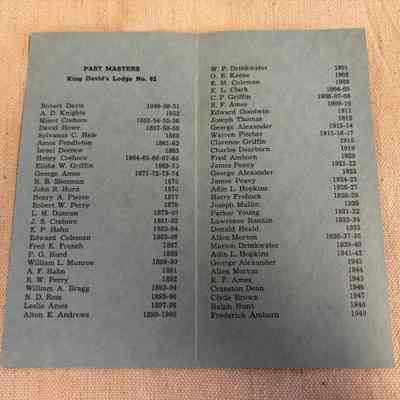 PAST MASTERS
King David's Lodge No. 62
Robert Davis 1849-50-51
A. D. Knights 1852
Minot Crehore 1853-54-55-56
David Howe 1857-58-59
Sylvanus C. Hale 1860
Amos Pendleton 1861-62
Israel Decrow 1863
Henry Crehore 1864-65-66-67-68
Elisha W. Griffin 1869-70
George Ames 1871-72-73-74
R. B. Sherman 1875
John R. Hurd 1876
Henry A. Pierce 1877
Robert W. Perry 1878
L. H. Duncan 1879-80
J. S. Crehore 1881-82
E. P. Hahn 1883-84
Edward Coleman 1885-86
Fred E. French 1887
P. G. Hurd 1888
William L. Munroe 1889-90
A. F. Hahn 1891
R. W. Perry 1892
William A. Bragg 1893-94
N. D. Ross 1895-96
Leslie Ames 1897-98
Alton E. Andrews 1899-1900
W. P. Drinkwater 1901
O. E. Keene 1902
E. M. Coleman 1903
E. L. Clark 1904-05
C. P. Griffin 1906-07-08
R. F. Ames 1909-10
Edward Goodwin 1911
Joseph Thomas 1912
George Alexander 1913-14
Warren Pitcher 1915-16-17
Clarence Griffin 1918
Charles Dearborn 1919
Fred Amborn 1920
James Peavy 1921-22
George Alexander 1923
James Peavy 1924-25
Adin L. Hopkins 1926-27
Harry Frohock 1928-29
Joseph Mullin 1930
Parker Young 1931-32
Lawrence Rankin 1933-34
Donald Heald 1935
Allen Morton 1936-37-38
Marion Drinkwater 1939-40
Adin L. Hopkins 1941-42
George Alexander 1943
Allen Morton 1944
R. F. Ames 1945
Cranston Dean 1946
Clyde Brown 1947
Ralph Hunt 1948
Frederick Amborn 1949